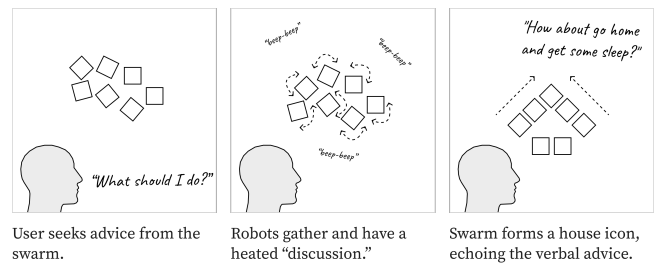 "What should I do?"
User seeks advice from the
swarm.
"beep-beep"
"beep-beep"
"beep-beep"
Robots gather and have a
heated “discussion.”
"How about go home
and get some sleep?"
Swarm forms a house icon,
echoing the verbal advice.